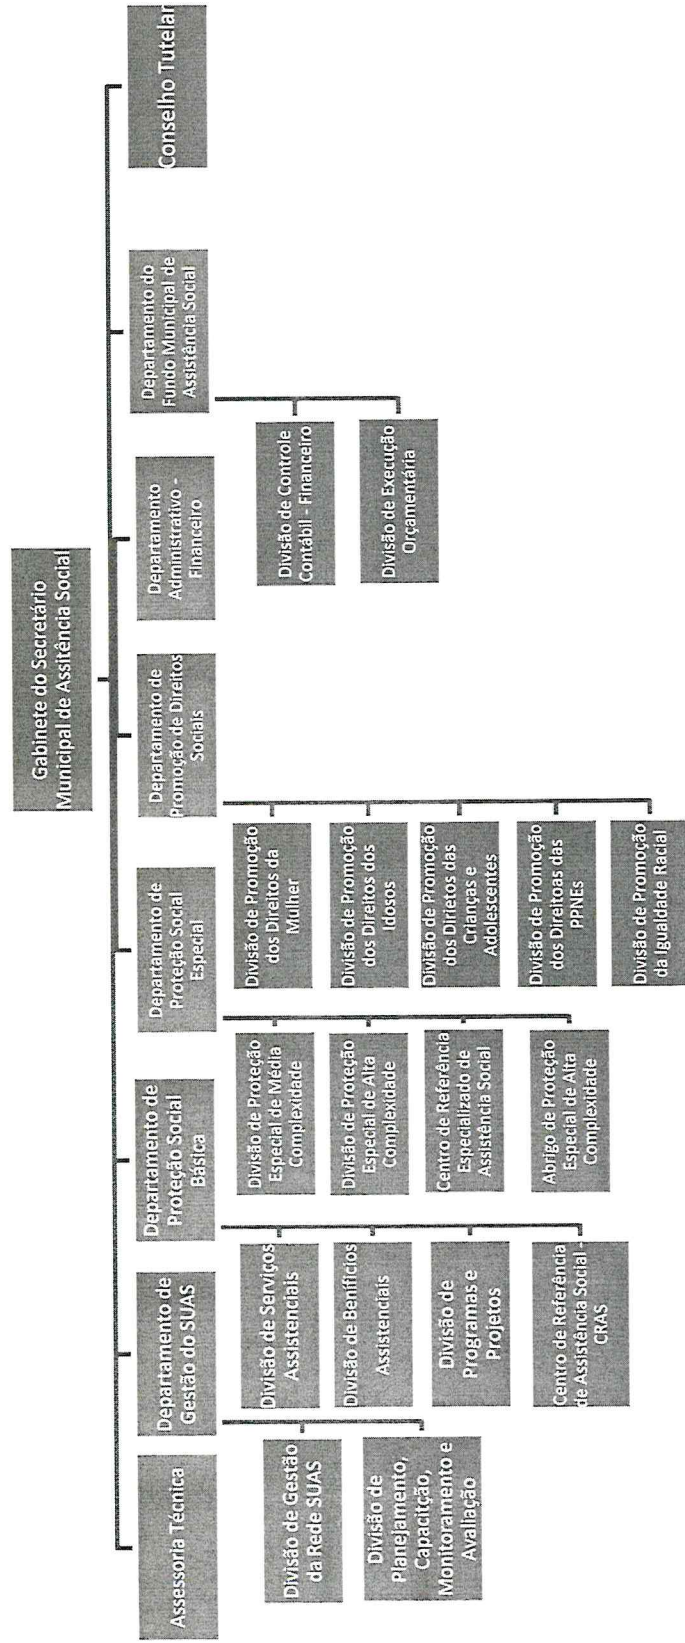 Gabinete do Secretário
Municipal de Assitência Social
Assessoria Técnica
Departamento de
Gestão do SUAS
Departamento de
Proteção Social
Básica
Departamento de
Proteção Social
Especial
Departamento de
Promoção de Direitos
Sociais
Departamento
Administrativo -
Financeiro
Departamento do
Fundo Municipal de
Assistência Social
Conselho Tutelar
Divisão de Gestão
da Rede SUAS
Divisão de
Planejamento,
Capacitção,
Monitoramento e
Avaliação
Divisão de Serviços
Assistenciais
Divisão de Benifícios
Assistenciais
Divisão de
Programas e
Projetos
Centro de Referência
de Assistência Social -
CRAS
Divisão de Proteção
Especial de Média
Complexidade
Divisão de Proteção
Especial de Alta
Complexidade
Centro de Referência
Especializado de
Assistência Social
Abrigo de Proteção
Especial de Alta
Complexidade
Divisão de Promoção
dos Direitos da
Mulher
Divisão de Promoção
dos Direitos dos
Idosos
Divisão de Promoção
dos Dirietos das
Crianças e
Adolescentes
Divisão de Promoção
dos Direitoas das
PPNEs
Divisão de Promoção
da Igualdade Racial
Divisão de Controle
Contábil - Financeiro
Divisão de Execução
Orçamentária